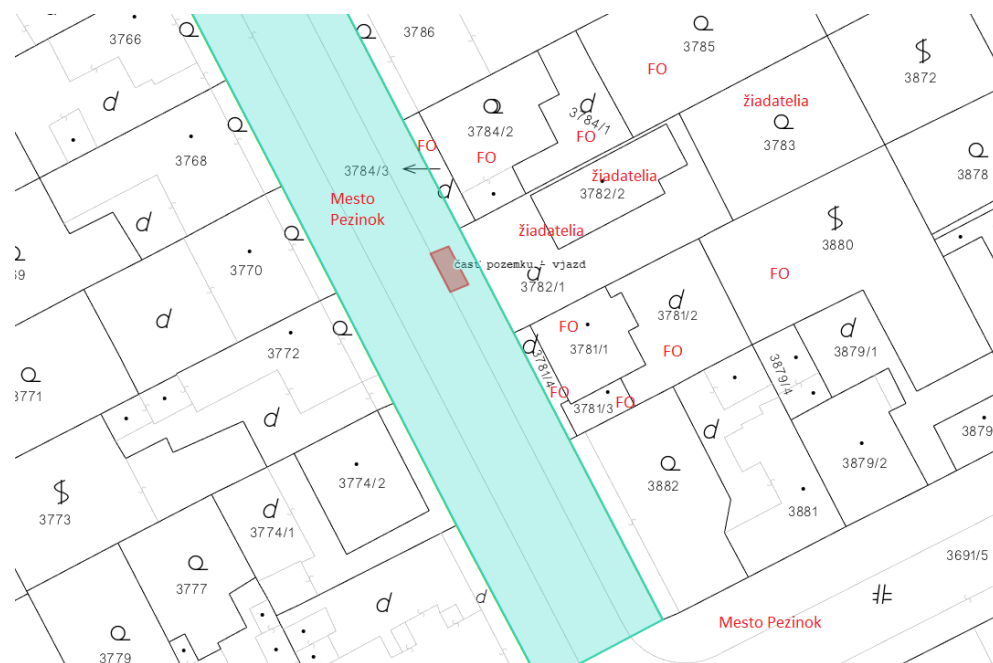 3766
3786
3785
FO
3872
3784/2
3784/1
FO
FO
FO
žiadatelia
3783
3768
3784/3
Mesto
Pezinok
žiadatelia
3782/2
3878
žiadatelia
3880
3770
časť pozemku - vjazd
3782/1
FO
3781/2
FO
3781/1
FO
3781/4
3772
3879/1
3879/4
3771
FO
3781/3
FO
3879
3774/2
3882
3879/2
3773
3774/1
3881
3691/5
3777
Mesto Pezinok
3779